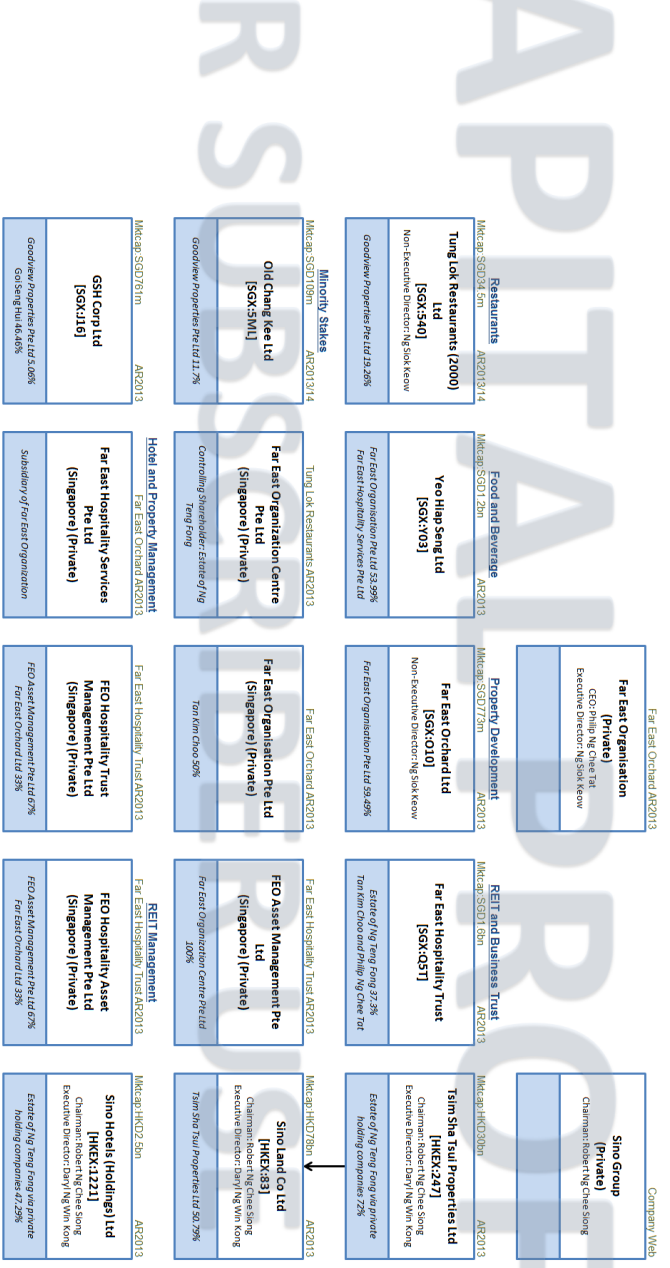 Far East Orchard AR2013
Far East Organisation
(Private)
CEO: Philip Ng Chee Tat
Executive Director: Ng Siok Keow
Company Web
Sino Group
(Private)
Chairman: Robert Ng Chee Siong
APITAL PROF
Restaurants
Mktcap:SGD34.5m AR2013/14
Tung Lok Restaurants (2000)
Ltd
[SGX:540]
Non-Executive Director: Ng Siok Keow
Goodview Properties Pte Ltd 19.26%
Food and Beverage
Mktcap:SGD1.2bn AR2013
Yeo Hiap Seng Ltd
[SGX:Y03]
Far East Organisation Pte Ltd 53.99%
Far East Hospitality Services Pte Ltd
Property Development
Mktcap:SGD773m AR2013
Far East Orchard Ltd
[SGX:O10]
Non-Executive Director: Ng Siok Keow
Far East Organisation Pte Ltd 59.49%
REIT and Business Trust
Mktcap:SGD1.6bn AR2013
Far East Hospitality Trust
[SGX:Q5T]
Estate of Ng Teng Fong 37.3%
Tan Kim Choo and Philip Ng Chee Tat
Mktcap:HKD30bn AR2013
Tsim Sha Tsui Properties Ltd
[HKEX:247]
Chairman: Robert Ng Chee Siong
Executive Director: Daryl Ng Win Kong
Estate of Ng Teng Fong via private
holding companies 72%
Minority Stakes
Mktcap:SGD109m AR2013/14
Old Chang Kee Ltd
[SGX:5ML]
Goodview Properties Pte Ltd 11.7%
Tung Lok Restaurants AR2013
Far East Organization Centre
Pte Ltd
(Singapore) (Private)
Controlling Shareholder: Estate of Ng
Teng Fong
Far East Orchard AR2013
Far East Organisation Pte Ltd
(Singapore) (Private)
Tan Kim Choo 50%
Far East Hospitality Trust AR2013
FEO Asset Management Pte
Ltd
(Singapore) (Private)
Far East Organization Centre Pte Ltd
100%
Mktcap:HKD78bn AR2013
Sino Land Co Ltd
[HKEX:83]
Chairman: Robert Ng Chee Siong
Executive Director: Daryl Ng Win Kong
Tsim Sha Tsui Properties Ltd 50.79%
R SUBSCRIBERUS
Mktcap:SGD761m AR2013
GSH Corp Ltd
[SGX:J16]
Goodview Properties Pte Ltd 5.06%
Goi Seng Hui 46.46%
Hotel and Property Management
Far East Orchard AR2013
Far East Hospitality Services
Pte Ltd
(Singapore) (Private)
Subsidiary of Far East Organization
Far East Hospitality Trust AR2013
FEO Hospitality Trust
Management Pte Ltd
(Singapore) (Private)
FEO Asset Management Pte Ltd 67%
Far East Orchard Ltd 33%
REIT Management
Far East Hospitality Trust AR2013
FEO Hospitality Asset
Management Pte Ltd
(Singapore) (Private)
FEO Asset Management Pte Ltd 67%
Far East Orchard Ltd 33%
Mktcap:HKD2.5bn AR2013
Sino Hotels (Holdings) Ltd
[HKEX:1221]
Chairman: Robert Ng Chee Siong
Executive Director: Daryl Ng Win Kong
Estate of Ng Teng Fong via private
holding companies 47.29%